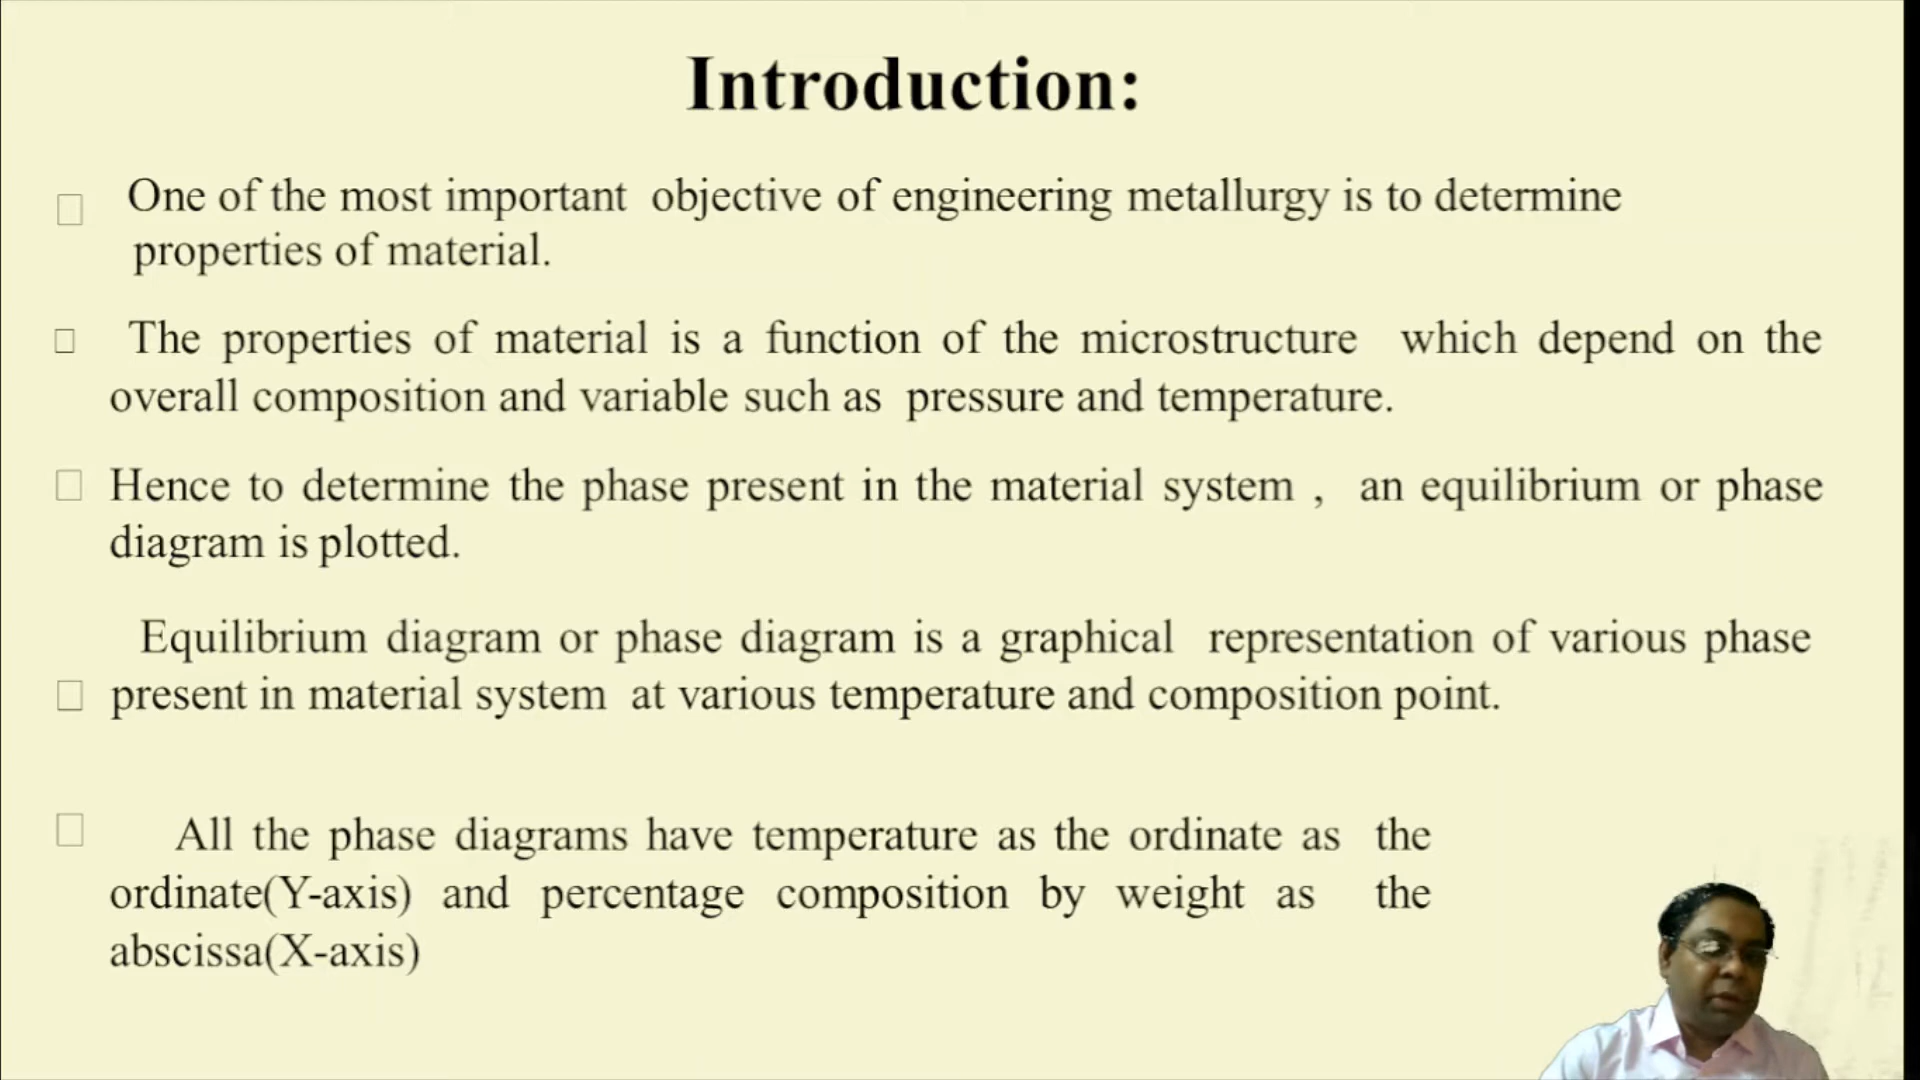 Introduction:
One of the most important objective of engineering metallurgy is to determine
properties of material.
The properties of material is a function of the microstructure which depend on the
overall composition and variable such as pressure and temperature.
Hence to determine the phase present in the material system , an equilibrium or phase
diagram is plotted.
Equilibrium diagram or phase diagram is a graphical representation of various phase
present in material system at various temperature and composition point.
All the phase diagrams have temperature as the ordinate as the
ordinate(Y-axis) and percentage composition by weight as the
abscissa(X-axis)